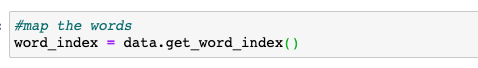 #map the words
word_index = data.get_word_index()